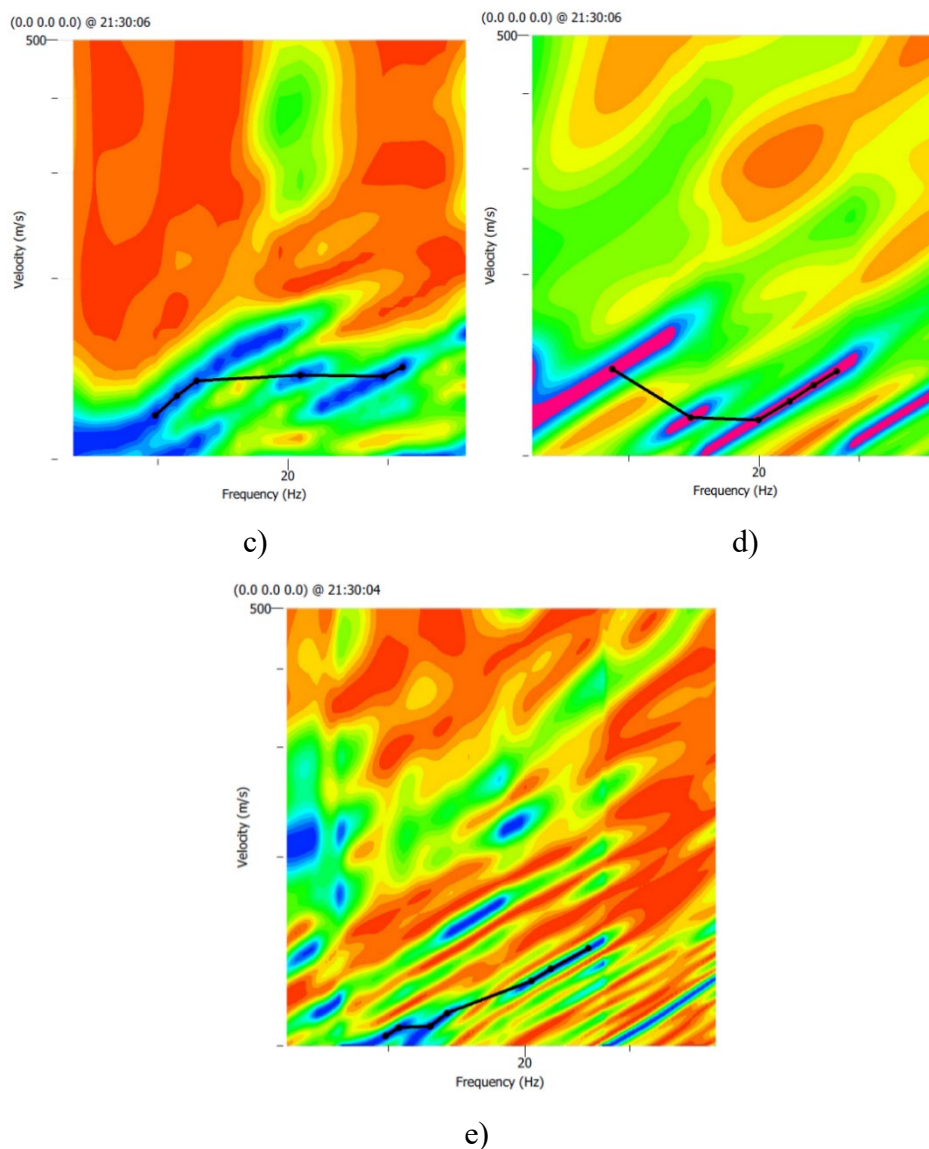 (0.0 0.0 0.0) @ 21:30:06
500
Velocity (m/s)
20
Frequency (Hz)
c)
(0.0 0.0 0.0) @ 21:30:06
500
Velocity (m/s)
20
Frequency (Hz)
d)
(0.0 0.0 0.0) @ 21:30:04
500
Velocity (m/s)
20
Frequency (Hz)
e)